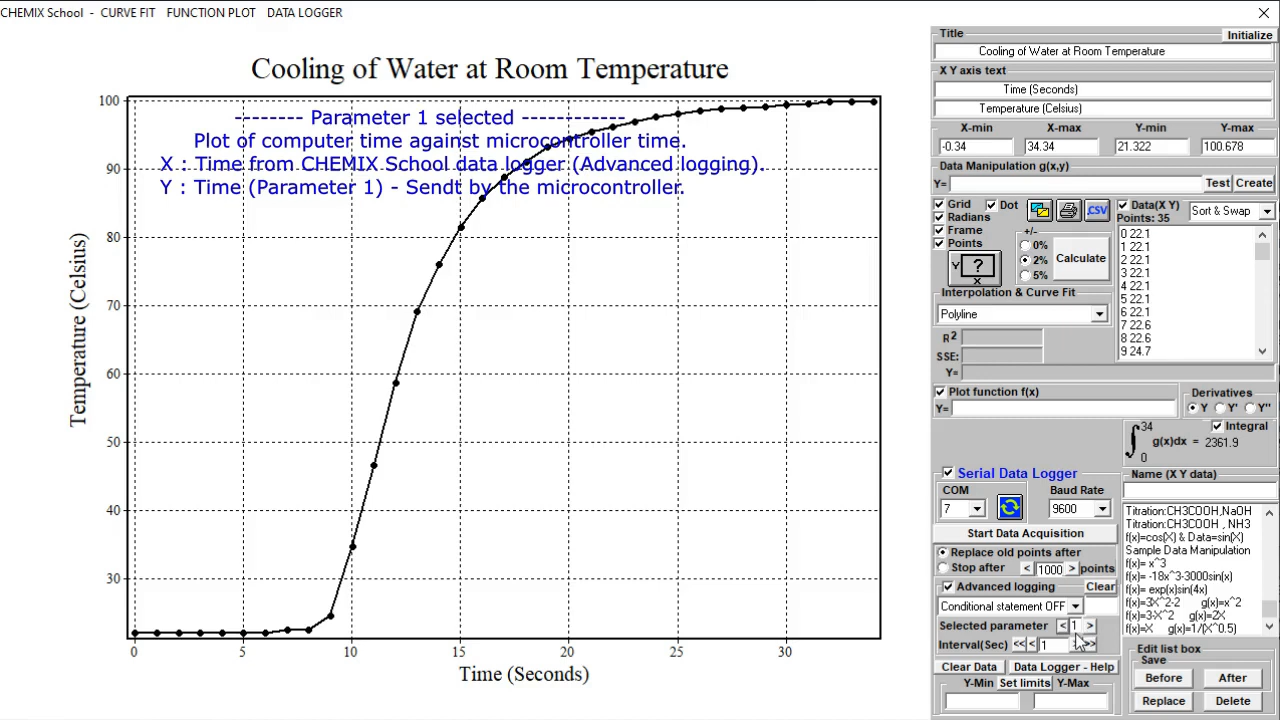 CHEMIX School - CURVE FIT FUNCTION PLOT DATA LOGGER
Cooling of Water at Room Temperature
------- Parameter 1 selected -----------
Plot of computer time against microcontroller time.
X : Time from CHEMIX School data logger (Advanced logging).
Y : Time (Parameter 1) - Sendt by the microcontroller.
100
90
80
70
60
50
40
30
Temperature (Celsius)
0 5 10 15 20 25 30
Time (Seconds)
Title
Initialize
Cooling of Water at Room Temperature
X Y axis text
Time (Seconds)
Temperature (Celsius)
X-min X-max Y-min Y-max
-0.34 34.34 21.322 100.678
Data Manipulation g(x,y)
Y= Test Create
Grid Dot
Radians
Frame
Points
CSV
Y ? X
+/-
0%
2%
5%
Calculate
Data(X Y)
Points: 35
Sort & Swap
0 22.1
1 22.1
2 22.1
3 22.1
4 22.1
5 22.1
6 22.1
7 22.6
8 22.6
9 24.7
Interpolation & Curve Fit
Polyline
R2
SSE:
Y=
Plot function f(x)
Y=
Derivatives
Y Y' Y''
Integral
34
∫ g(x)dx = 2361.9
0
Serial Data Logger
COM Baud Rate
7 9600
Start Data Acquisition
Replace old points after
Stop after < 1000 > points
Advanced logging Clear
Conditional statement OFF
Selected parameter < 1 >
Interval(Sec) << < 1 >>
Clear Data Data Logger - Help
Y-Min Set limits Y-Max
Name (X Y data)
Titration:CH3COOH,NaOH
Titration:CH3COOH , NH3
f(x)=cos(X) & Data=sin(X)
Sample Data Manipulation
f(x)= x^3
f(x)= -18x^3-3000sin(x)
f(x)= exp(x)sin(4x)
f(x)=3X^2-2 g(x)=x^2
f(x)=3-X^2 g(x)=2X
f(x)=X g(x)=1/(X^0.5)
Edit list box
Save
Before After
Replace Delete